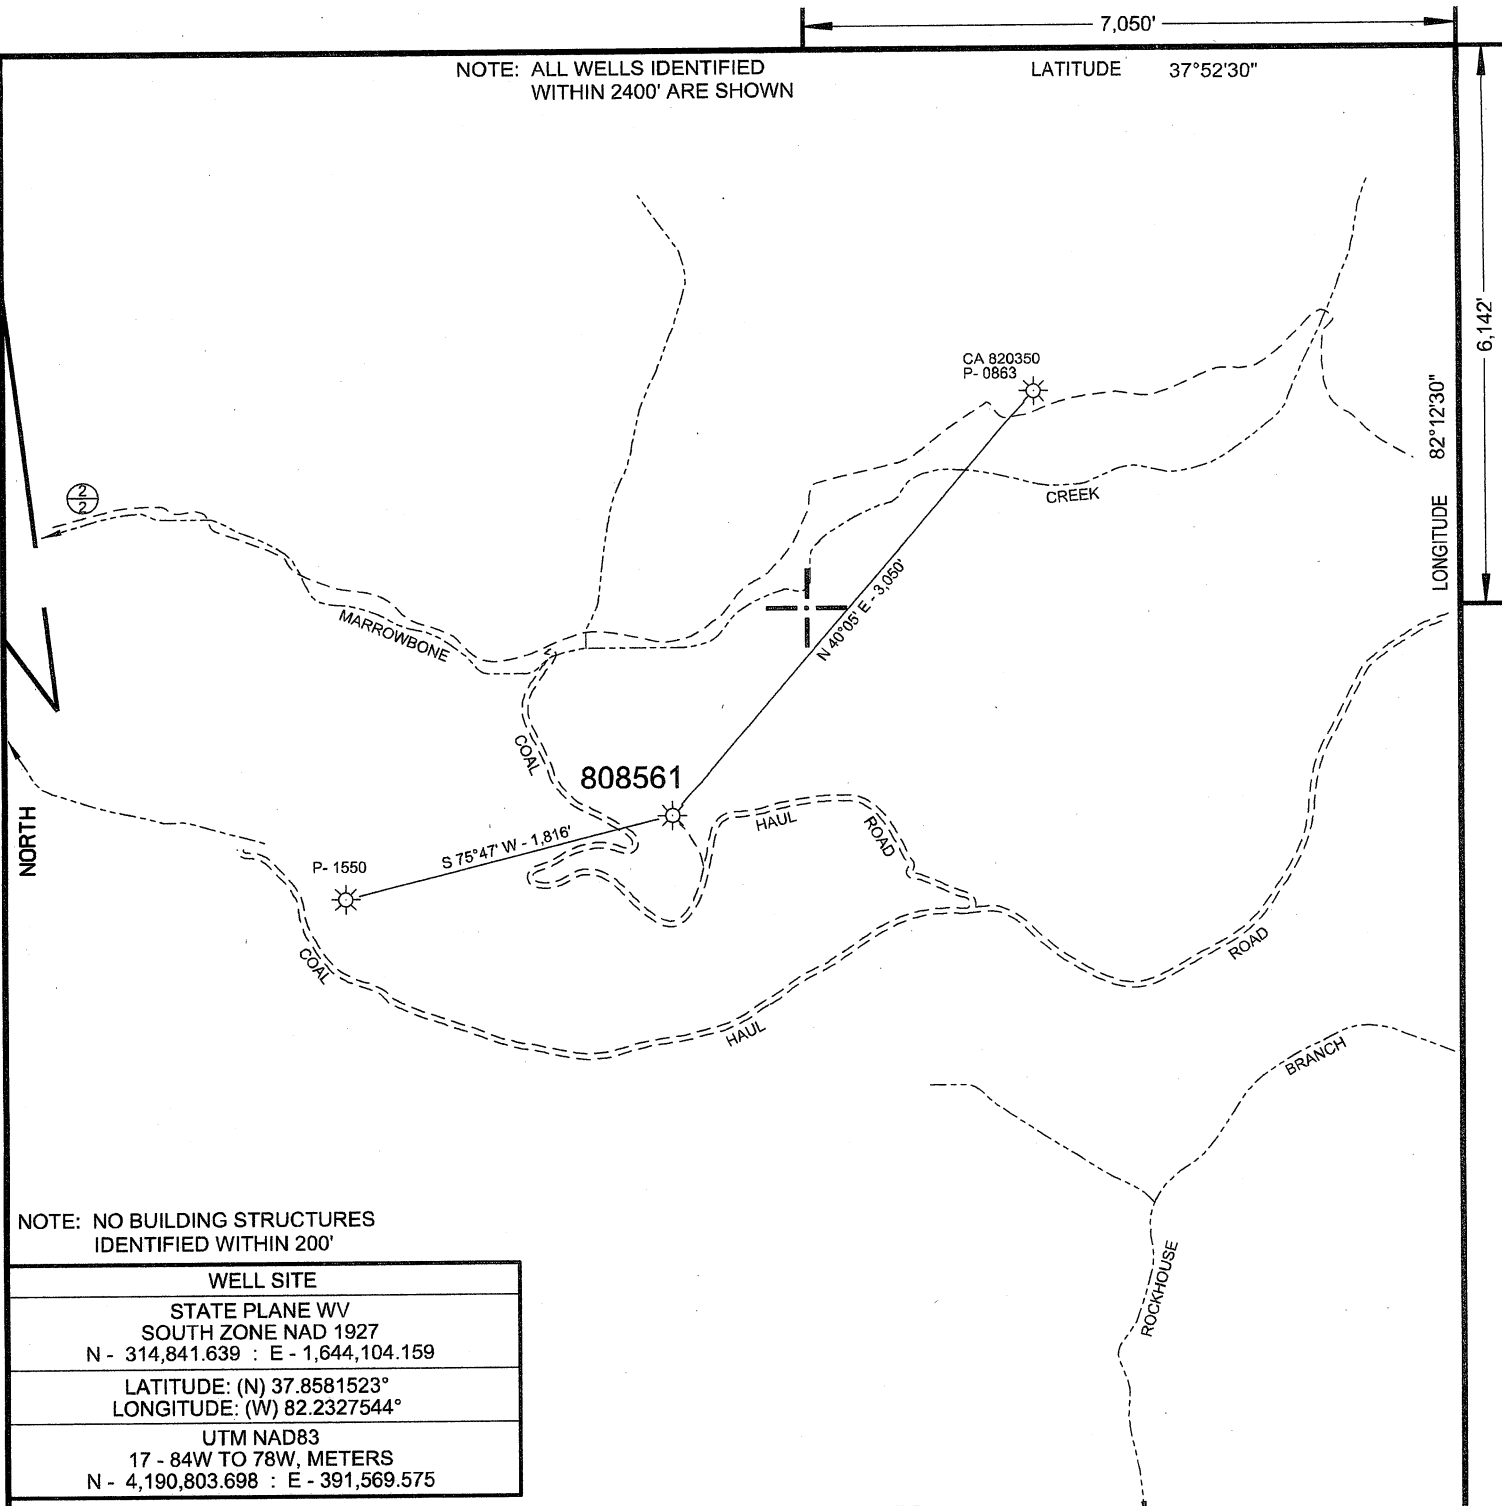 7,050'
NOTE: ALL WELLS IDENTIFIED
WITHIN 2400' ARE SHOWN
LATITUDE 37°52'30"
6,142'
LONGITUDE 82°12'30"
CA 820350
P- 0863
2
2
CREEK
MARROWBONE
N 40°05' E - 3,050'
COAL
808561
HAUL
ROAD
S 75°47' W - 1,816'
P- 1550
NORTH
COAL
HAUL
ROAD
BRANCH
ROCKHOUSE
NOTE: NO BUILDING STRUCTURES
IDENTIFIED WITHIN 200'
WELL SITE
STATE PLANE WV
SOUTH ZONE NAD 1927
N - 314,841.639 : E - 1,644,104.159
LATITUDE: (N) 37.8581523°
LONGITUDE: (W) 82.2327544°
UTM NAD83
17 - 84W TO 78W, METERS
N - 4,190,803.698 : E - 391,569.575